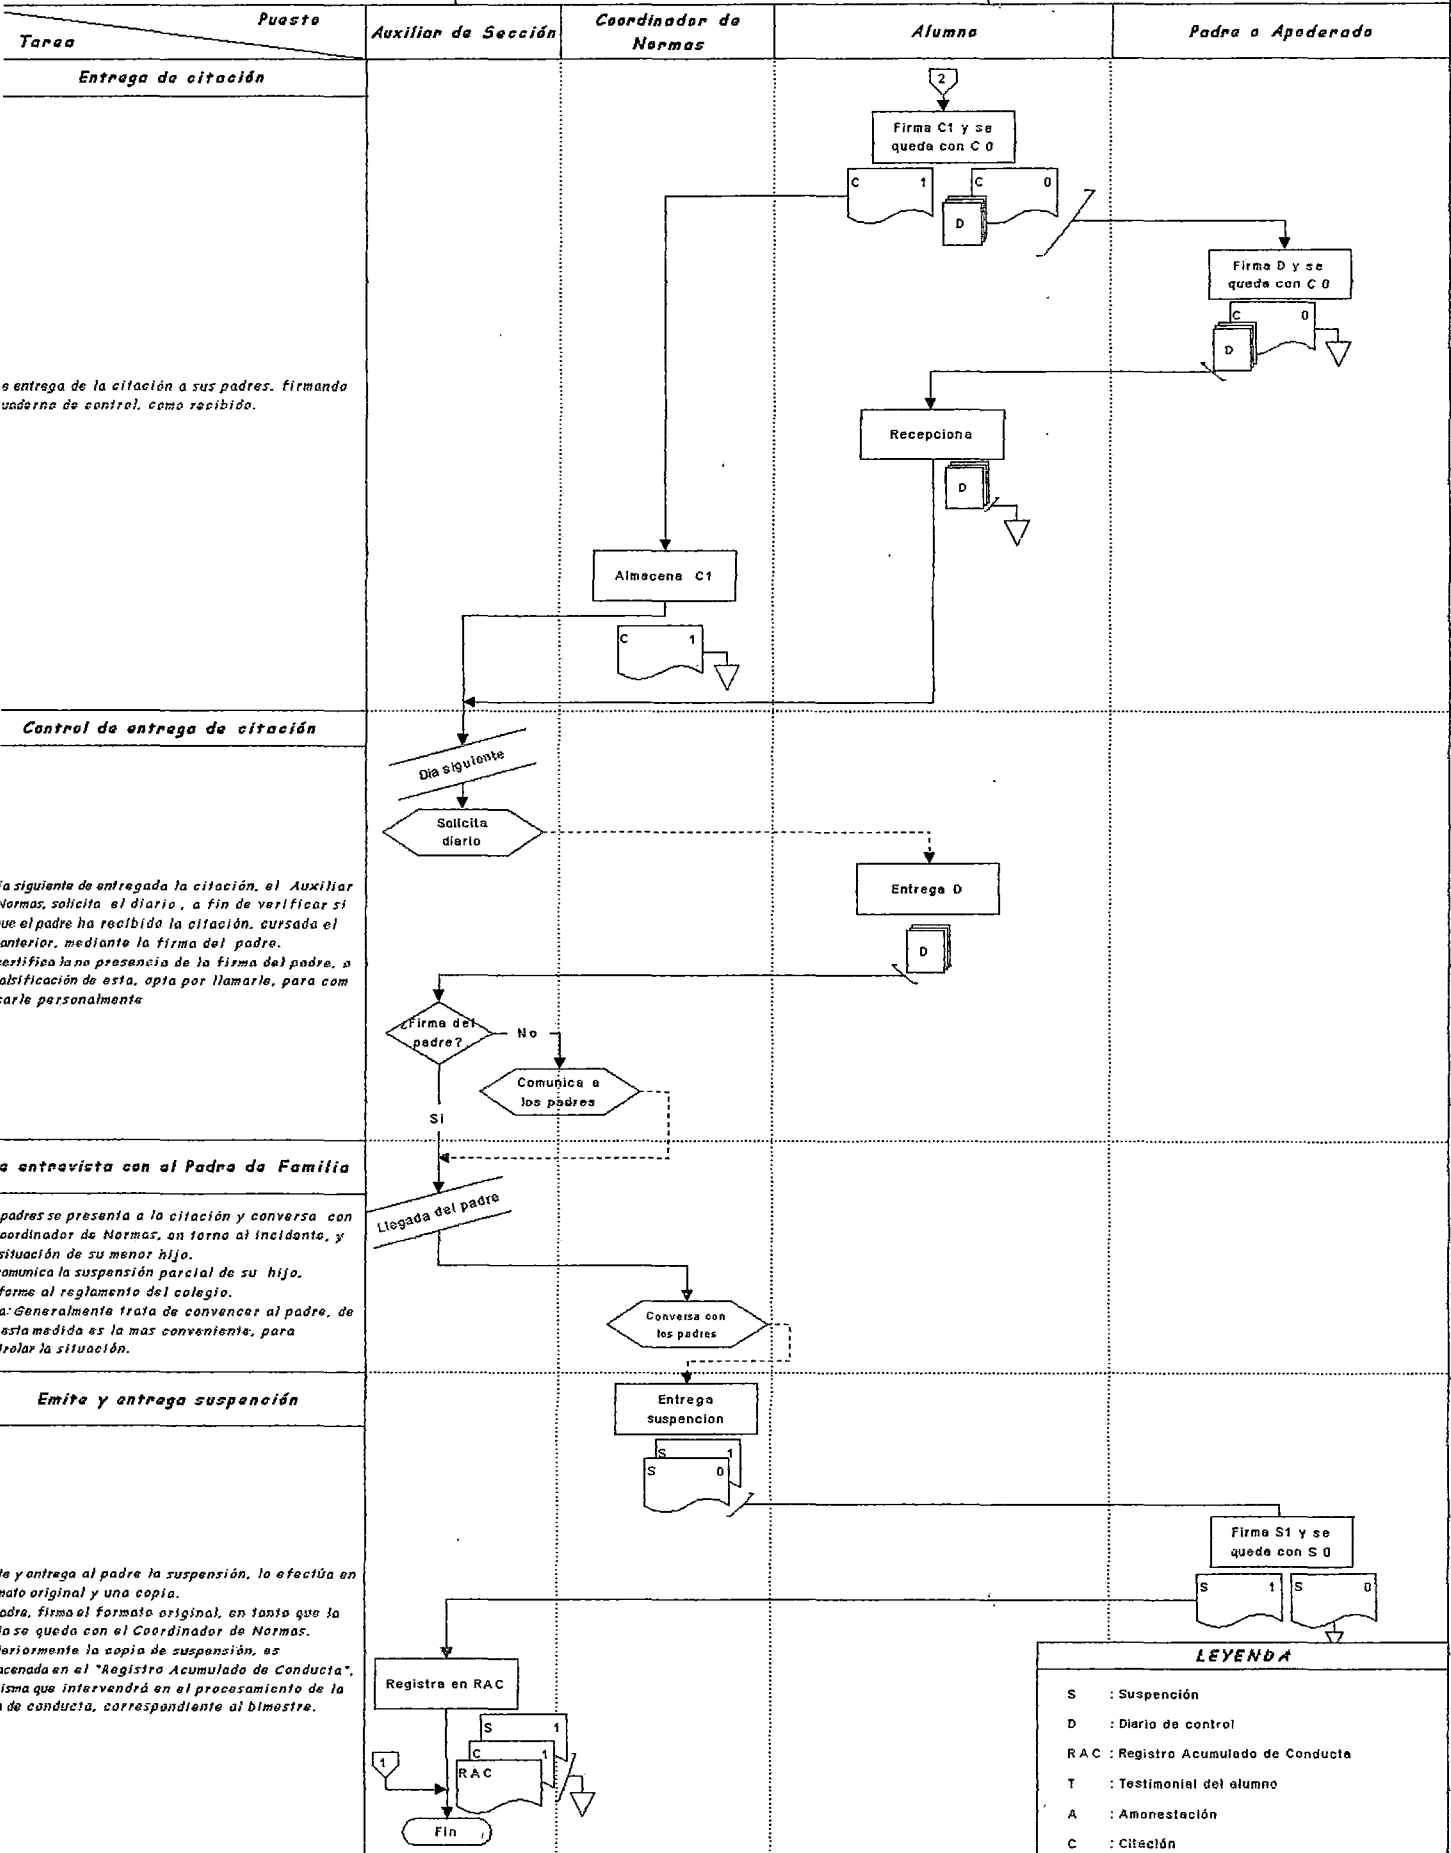 Puesto
Tarea
Auxiliar de Sección
Coordinador de
Normas
Alumno
Padre o Apoderado
Entrega de citación
2
Firma C1 y se
queda con C 0
C 1
C 0
D
Firma D y se
queda con C 0
C 0
D
e entrega de la citación a sus padres, firmando
uaderno de control, como recibido.
Recepciona
D
Almacena C1
C 1
Control de entrega de citación
Dia siguiente
Solicita
diario
Entrega D
D
ía siguiente de entregada la citación, el Auxiliar
Normas, solicita el diario , a fin de verificar si
ue el padre ha recibido la citación, cursada el
anterior, mediante la firma del padre.
certifica la no presencia de la firma del padre, o
alsificación de esta, opta por llamarle, para com
carle personalmente
¿Firma del
padre?
No
Comunica a
los padres
Si
a entrevista con el Padre de Familia
Llegada del padre
padres se presenta a la citación y conversa con
oordinador de Normas, en torno al incidente, y
situación de su menor hijo.
comunica la suspensión parcial de su hijo,
forme al reglamento del colegio.
a: Generalmente trata de convencer al padre, de
esta medida es la mas conveniente, para
trolar la situación.
Conversa con
los padres
Emite y entrega suspención
Entrega
suspencion
S 1
S 0
Firma S1 y se
queda con S 0
S 1
S 0
te y entrega al padre la suspensión, lo efectúa en
mato original y una copia.
adre, firma el formato original, en tanto que la
ia se queda con el Coordinador de Normas.
teriormente la copia de suspensión, es
acenada en el "Registro Acumulado de Conducta",
isma que intervendrá en el procesamiento de la
a de conducta, correspondiente al bimestre.
Registra en RAC
S 1
C 1
RAC
1
Fin
LEYENDA
S : Suspención
D : Diario de control
RAC : Registro Acumulado de Conducta
T : Testimonial del alumno
A : Amonestación
C : Citación